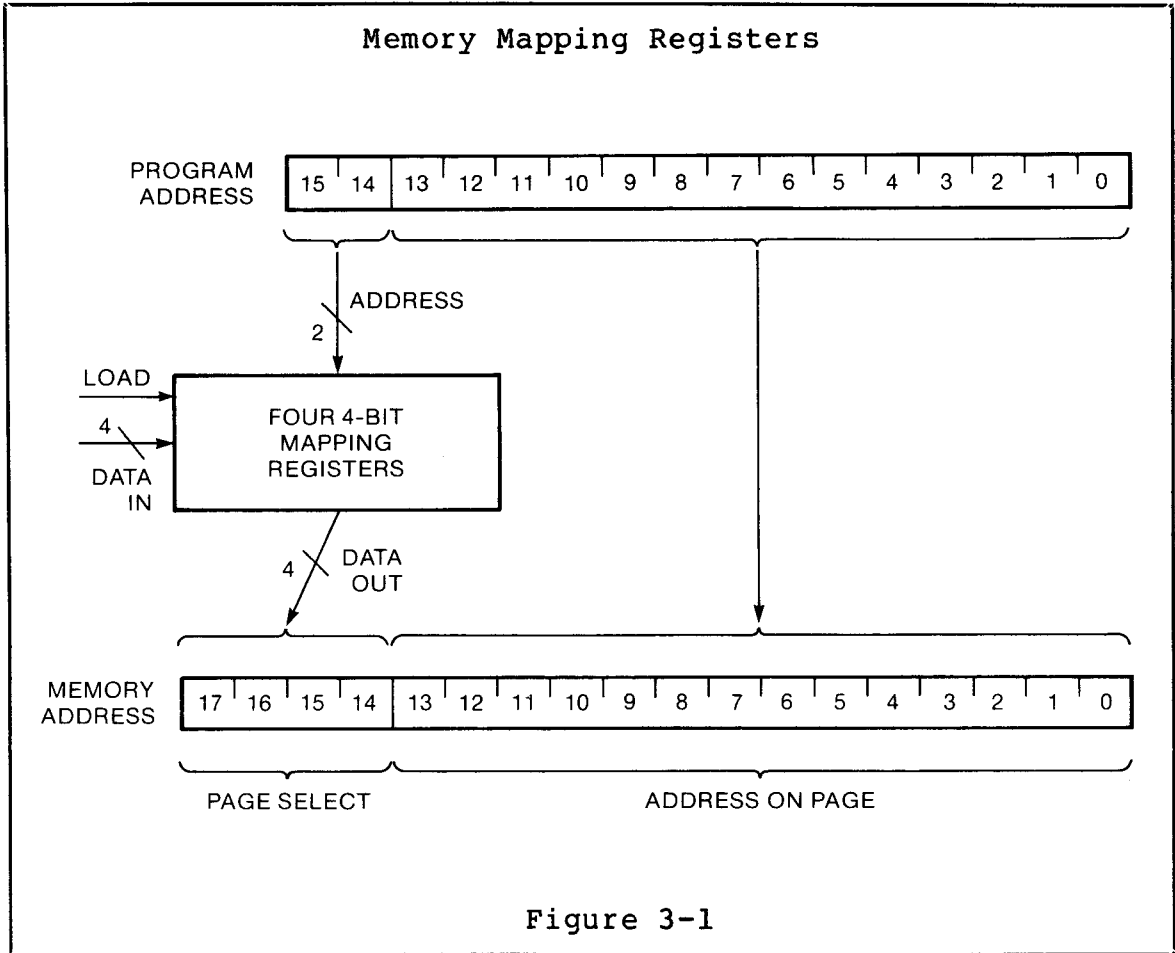 Memory Mapping Registers
PROGRAM
ADDRESS
15 14 13 12 11 10 9 8 7 6 5 4 3 2 1 0
ADDRESS
2
LOAD
4
DATA
IN
FOUR 4-BIT
MAPPING
REGISTERS
4
DATA
OUT
MEMORY
ADDRESS
17 16 15 14 13 12 11 10 9 8 7 6 5 4 3 2 1 0
PAGE SELECT
ADDRESS ON PAGE
Figure 3-1